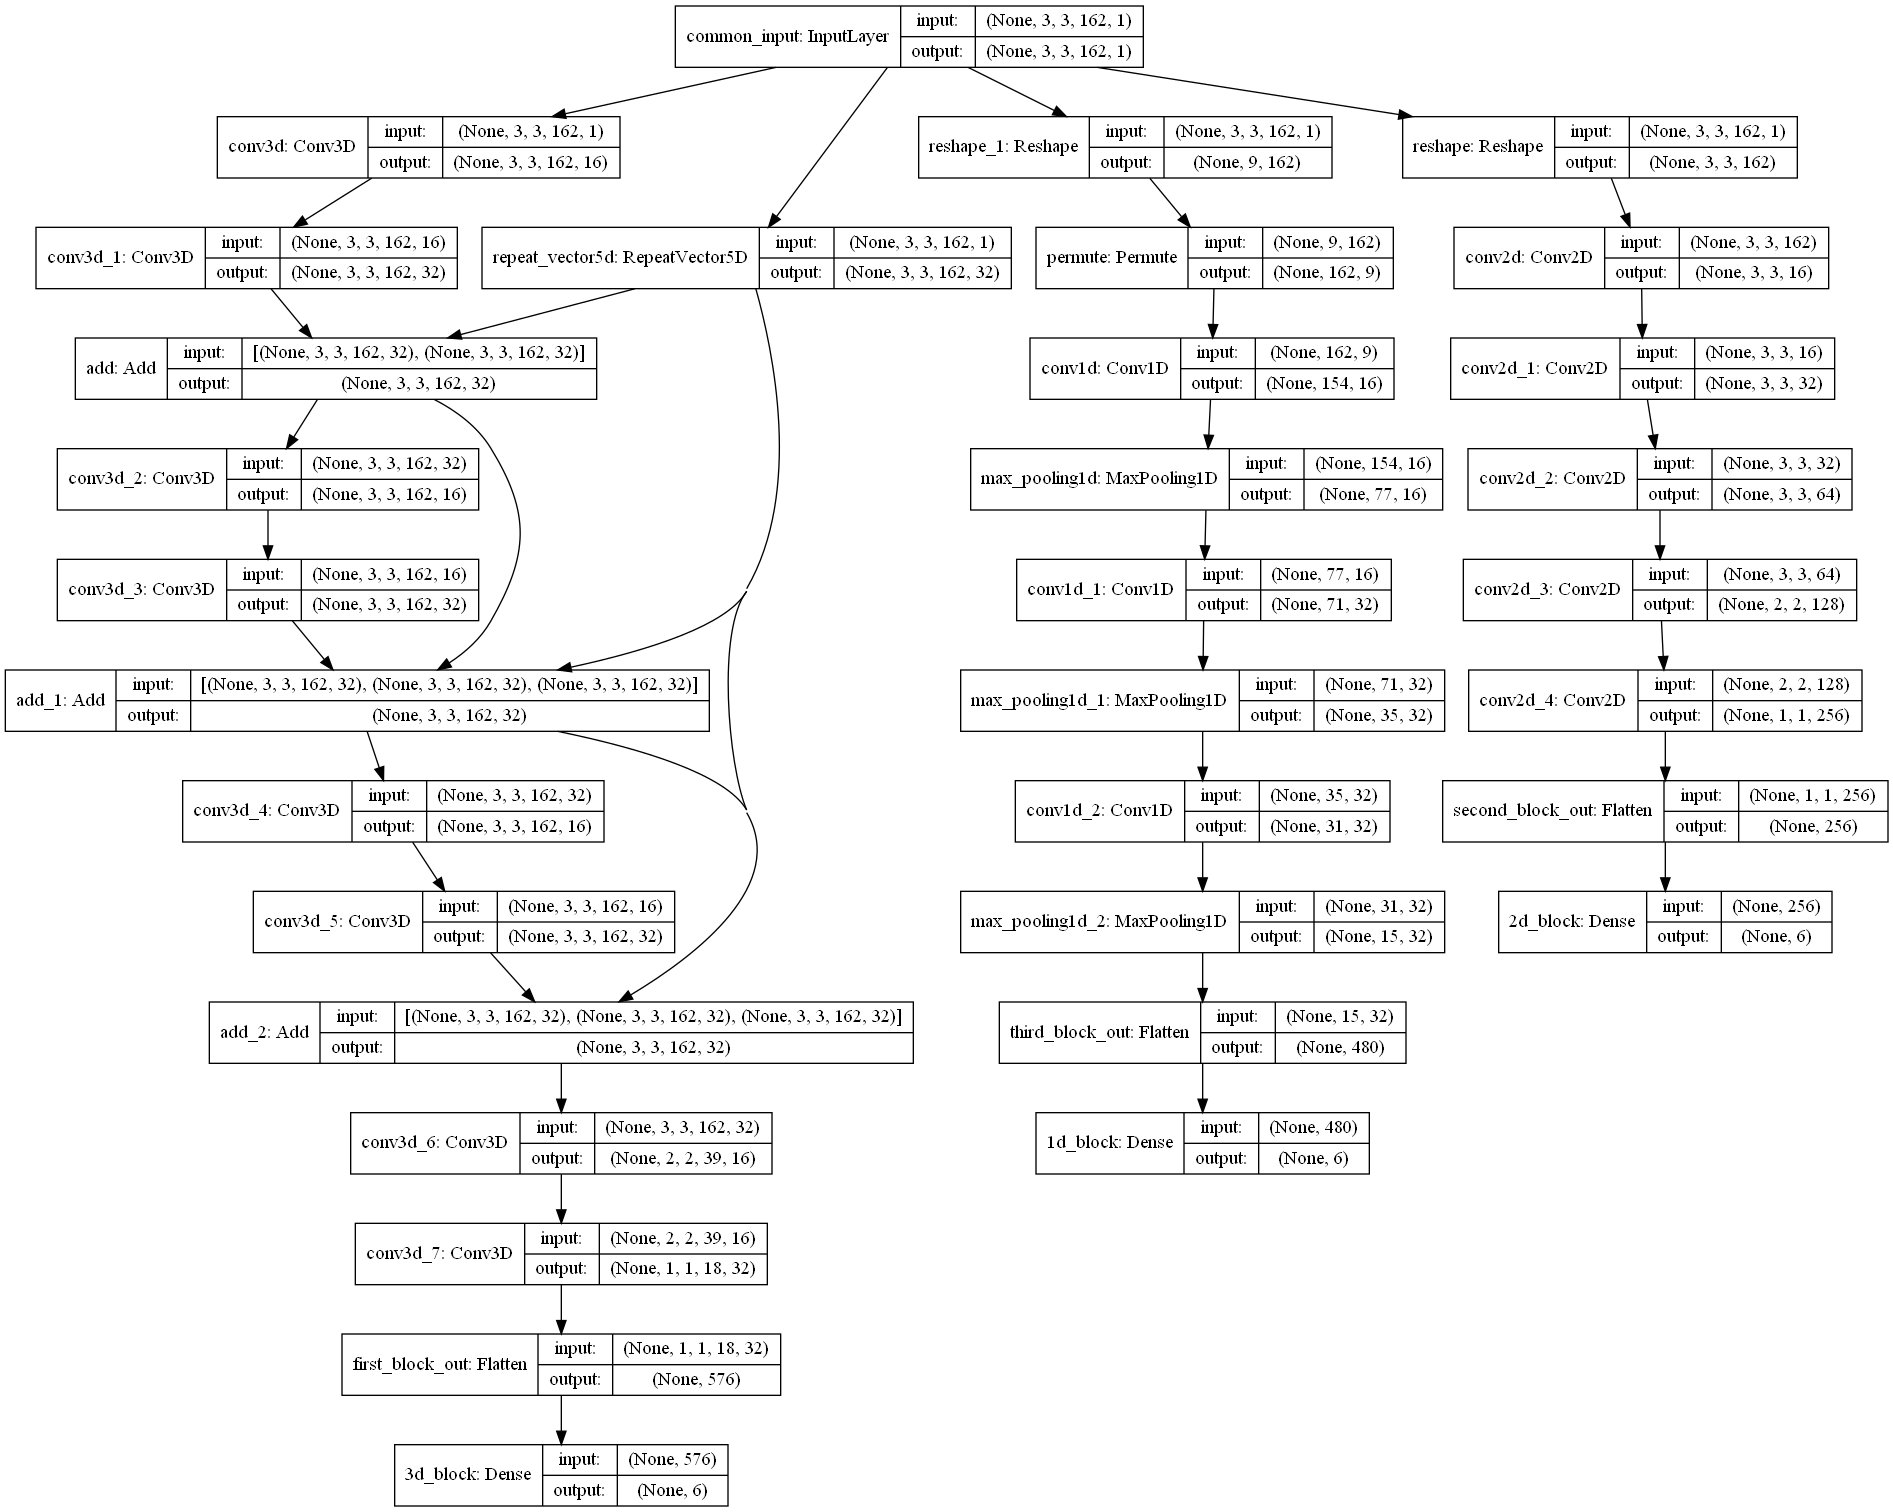 common_input: InputLayer
input: (None, 3, 3, 162, 1)
output: (None, 3, 3, 162, 1)
conv3d: Conv3D
input: (None, 3, 3, 162, 1)
output: (None, 3, 3, 162, 16)
reshape_1: Reshape
input: (None, 3, 3, 162, 1)
output: (None, 9, 162)
reshape: Reshape
input: (None, 3, 3, 162, 1)
output: (None, 3, 3, 162)
conv3d_1: Conv3D
input: (None, 3, 3, 162, 16)
output: (None, 3, 3, 162, 32)
repeat_vector5d: RepeatVector5D
input: (None, 3, 3, 162, 1)
output: (None, 3, 3, 162, 32)
permute: Permute
input: (None, 9, 162)
output: (None, 162, 9)
conv2d: Conv2D
input: (None, 3, 3, 162)
output: (None, 3, 3, 16)
add: Add
input: [(None, 3, 3, 162, 32), (None, 3, 3, 162, 32)]
output: (None, 3, 3, 162, 32)
conv1d: Conv1D
input: (None, 162, 9)
output: (None, 154, 16)
conv2d_1: Conv2D
input: (None, 3, 3, 16)
output: (None, 3, 3, 32)
conv3d_2: Conv3D
input: (None, 3, 3, 162, 32)
output: (None, 3, 3, 162, 16)
max_pooling1d: MaxPooling1D
input: (None, 154, 16)
output: (None, 77, 16)
conv2d_2: Conv2D
input: (None, 3, 3, 32)
output: (None, 3, 3, 64)
conv3d_3: Conv3D
input: (None, 3, 3, 162, 16)
output: (None, 3, 3, 162, 32)
conv1d_1: Conv1D
input: (None, 77, 16)
output: (None, 71, 32)
conv2d_3: Conv2D
input: (None, 3, 3, 64)
output: (None, 2, 2, 128)
add_1: Add
input: [(None, 3, 3, 162, 32), (None, 3, 3, 162, 32), (None, 3, 3, 162, 32)]
output: (None, 3, 3, 162, 32)
max_pooling1d_1: MaxPooling1D
input: (None, 71, 32)
output: (None, 35, 32)
conv2d_4: Conv2D
input: (None, 2, 2, 128)
output: (None, 1, 1, 256)
conv3d_4: Conv3D
input: (None, 3, 3, 162, 32)
output: (None, 3, 3, 162, 16)
conv1d_2: Conv1D
input: (None, 35, 32)
output: (None, 31, 32)
second_block_out: Flatten
input: (None, 1, 1, 256)
output: (None, 256)
conv3d_5: Conv3D
input: (None, 3, 3, 162, 16)
output: (None, 3, 3, 162, 32)
max_pooling1d_2: MaxPooling1D
input: (None, 31, 32)
output: (None, 15, 32)
2d_block: Dense
input: (None, 256)
output: (None, 6)
add_2: Add
input: [(None, 3, 3, 162, 32), (None, 3, 3, 162, 32), (None, 3, 3, 162, 32)]
output: (None, 3, 3, 162, 32)
third_block_out: Flatten
input: (None, 15, 32)
output: (None, 480)
conv3d_6: Conv3D
input: (None, 3, 3, 162, 32)
output: (None, 2, 2, 39, 16)
1d_block: Dense
input: (None, 480)
output: (None, 6)
conv3d_7: Conv3D
input: (None, 2, 2, 39, 16)
output: (None, 1, 1, 18, 32)
first_block_out: Flatten
input: (None, 1, 1, 18, 32)
output: (None, 576)
3d_block: Dense
input: (None, 576)
output: (None, 6)